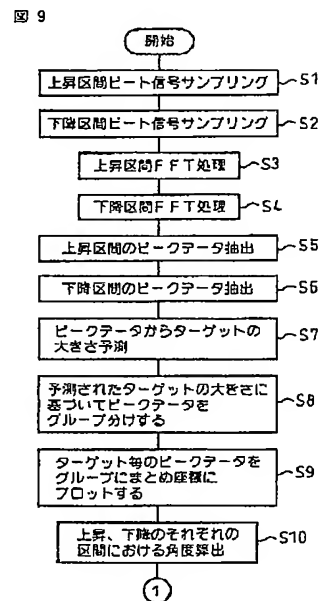 図 9
開始
上昇区間ビート信号サンプリング
S1
下降区間ビート信号サンプリング
S2
上昇区間FFT処理
S3
下降区間FFT処理
S4
上昇区間のピークデータ抽出
S5
下降区間のピークデータ抽出
S6
ピークデータからターゲットの
大きさ予測
S7
予測されたターゲットの大きさに
基づいてピークデータを
グループ分けする
S8
ターゲット毎のピークデータを
グループにまとめ座標に
プロットする
S9
上昇、下降のそれぞれの
区間における角度算出
S10
1